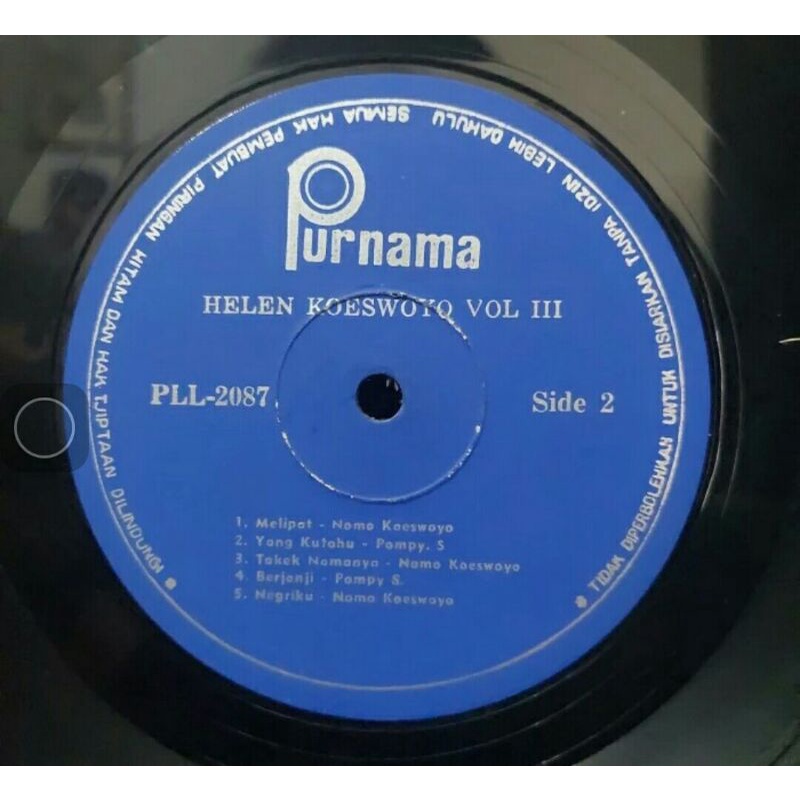 SEMUA HAK PEMBUAT PIRINGAN HITAM DAN HAK TJIPTAAN DILINDUNGI
TIDAK DIPERBOLEHKAN UNTUK DISIARKAN TANPA IDZIN LEBIH DAHULU
Purnama
HELEN KOESWOYO VOL III
PLL-2087
Side 2
1. Melipat - Nomo Koeswoyo
2. Yang Kutahu - Pompy. S
3. Tokek Namanya - Nomo Koeswoyo
4. Berjanji - Pompy S.
5. Negriku - Nomo Koeswoyo